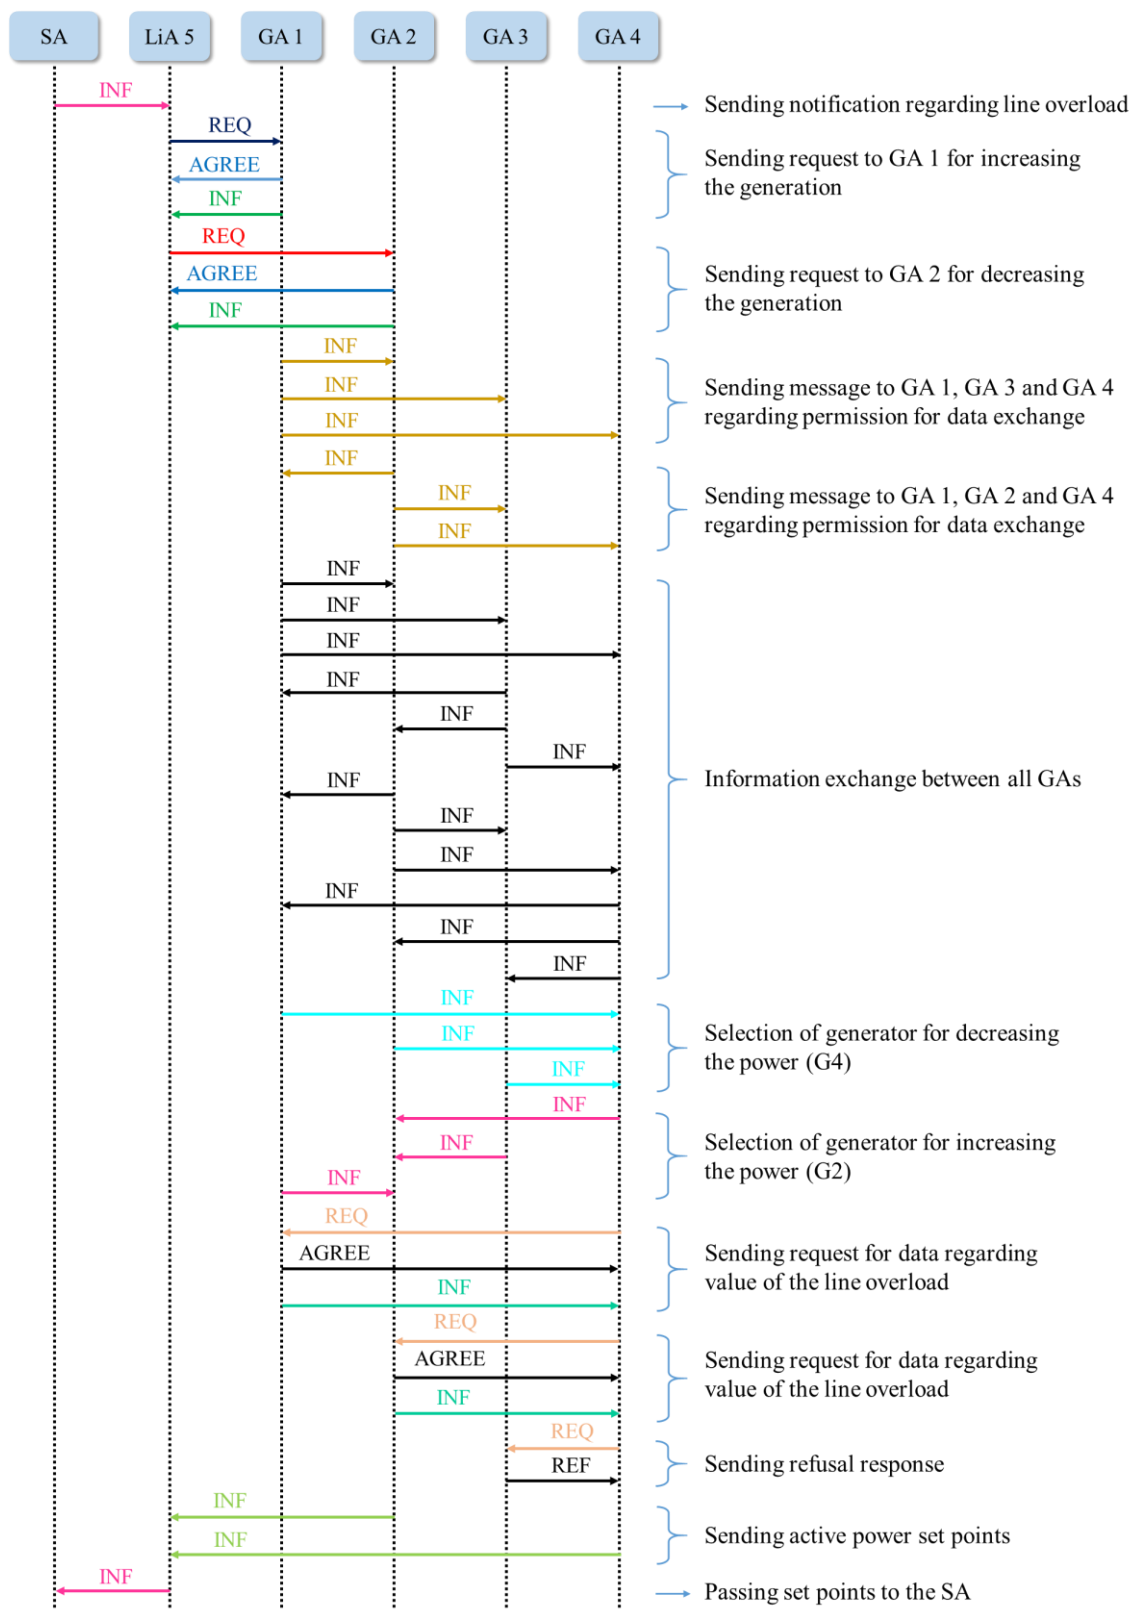 SA LiA 5 GA 1 GA 2 GA 3 GA 4
INF
Sending notification regarding line overload
REQ
AGREE
Sending request to GA 1 for increasing
the generation
INF
REQ
AGREE
Sending request to GA 2 for decreasing
the generation
INF
INF
INF
Sending message to GA 1, GA 3 and GA 4
regarding permission for data exchange
INF
INF
INF
Sending message to GA 1, GA 2 and GA 4
regarding permission for data exchange
INF
INF
INF
INF
INF
INF
INF
Information exchange between all GAs
INF
INF
INF
INF
INF
INF
INF
INF
Selection of generator for decreasing
the power (G4)
INF
INF
INF
Selection of generator for increasing
the power (G2)
INF
REQ
AGREE
Sending request for data regarding
value of the line overload
INF
REQ
AGREE
Sending request for data regarding
value of the line overload
INF
REQ
REF
Sending refusal response
INF
INF
Sending active power set points
INF
Passing set points to the SA